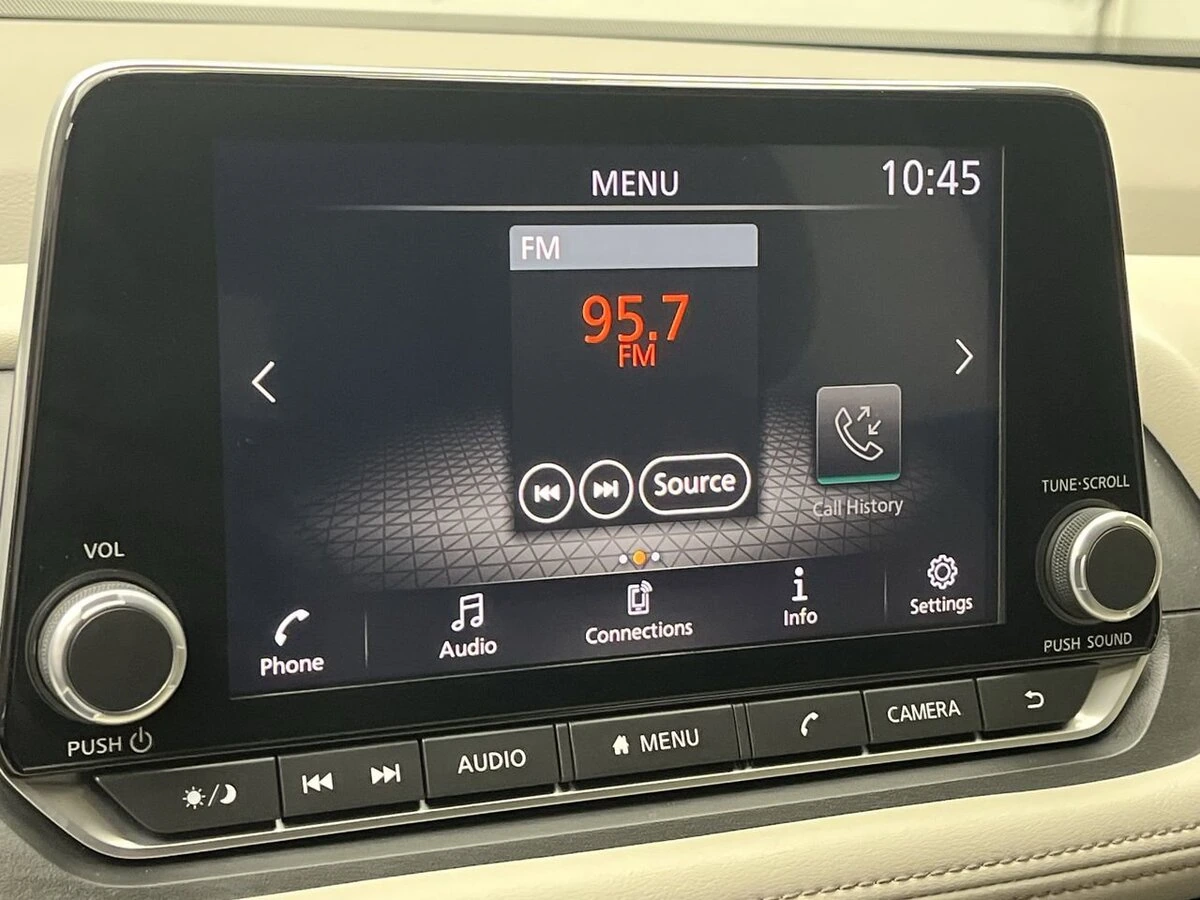 MENU
10:45
FM
95.7
FM
Source
Call History
Phone
Audio
Connections
Info
Settings
VOL
PUSH
TUNE·SCROLL
PUSH SOUND
AUDIO
MENU
CAMERA